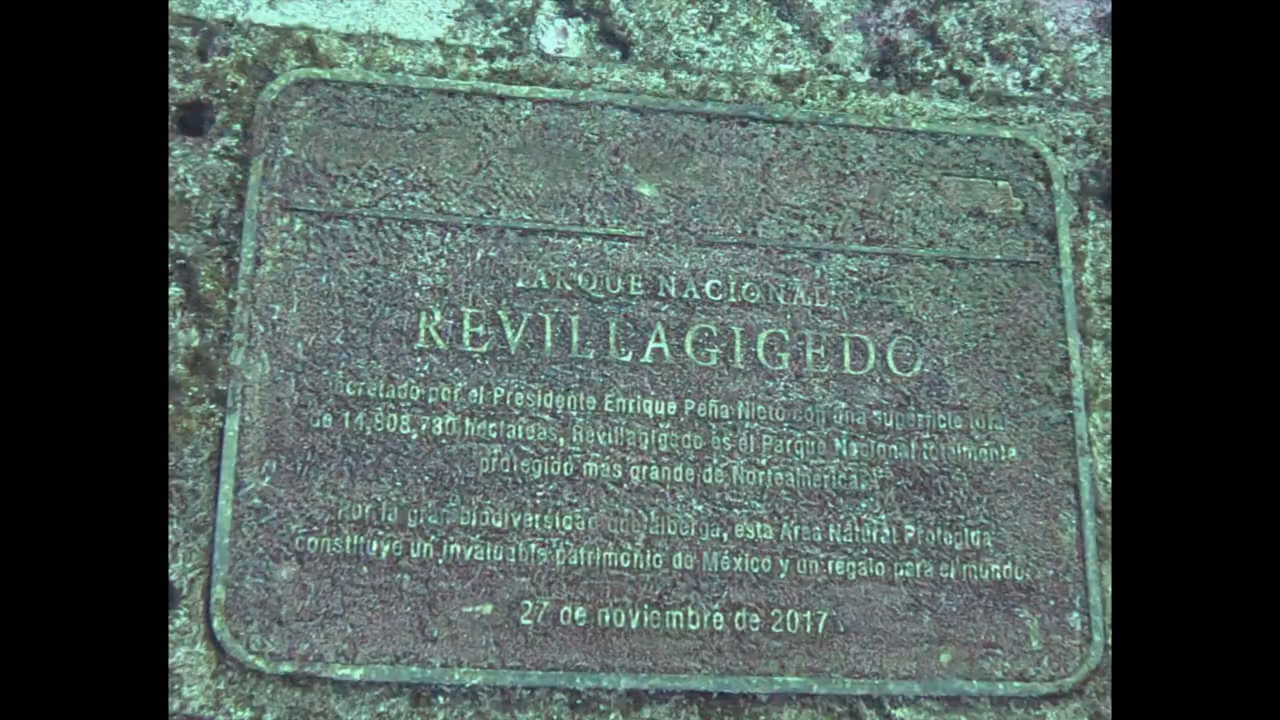 PARQUE NACIONAL
REVILLAGIGEDO
Decretado por el Presidente Enrique Peña Nieto con una superficie total
de 14,808,780 hectáreas, Revillagigedo es el Parque Nacional totalmente
protegido más grande de Norteamérica.
Por la gran biodiversidad que alberga, esta Área Natural Protegida
constituye un invaluable patrimonio de México y un regalo para el mundo.
27 de noviembre de 2017